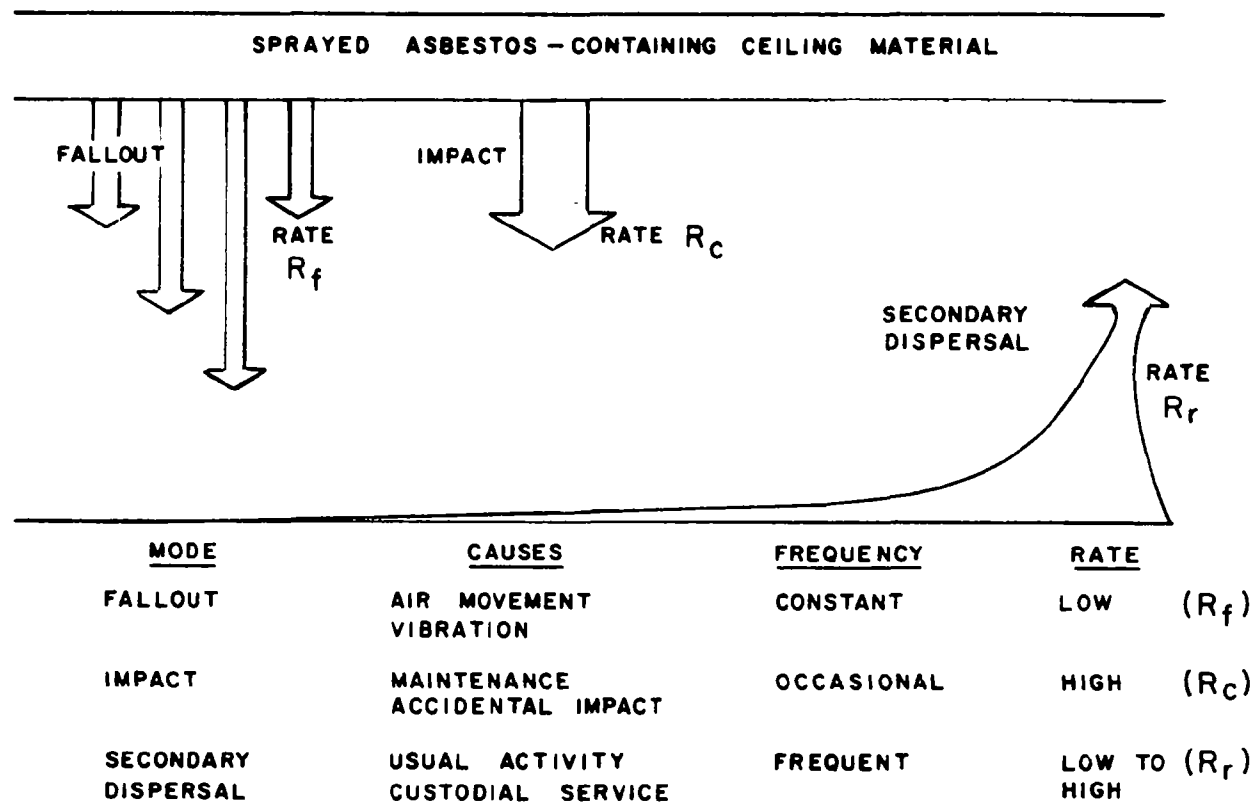 SPRAYED ASBESTOS – CONTAINING CEILING MATERIAL
FALLOUT
IMPACT
RATE
Rf
RATE Rc
SECONDARY
DISPERSAL
RATE
Rr
MODE CAUSES FREQUENCY RATE
FALLOUT AIR MOVEMENT CONSTANT LOW (Rf)
VIBRATION
IMPACT MAINTENANCE OCCASIONAL HIGH (Rc)
ACCIDENTAL IMPACT
SECONDARY USUAL ACTIVITY FREQUENT LOW TO (Rr)
DISPERSAL CUSTODIAL SERVICE HIGH